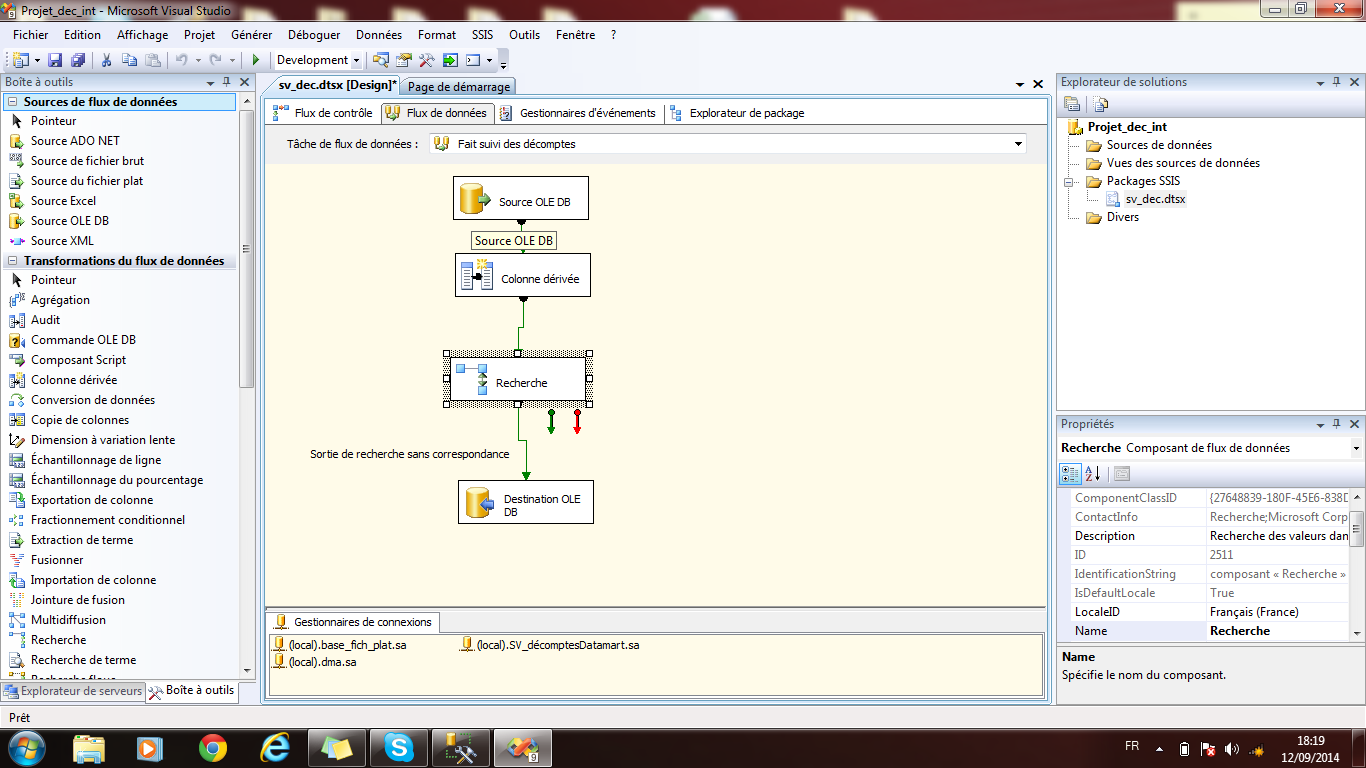 Projet_dec_int - Microsoft Visual Studio
Fichier Edition Affichage Projet Générer Déboguer Données Format SSIS Outils Fenêtre ?
Development
Boîte à outils
Sources de flux de données
Pointeur
Source ADO NET
Source de fichier brut
Source du fichier plat
Source Excel
Source OLE DB
Source XML
Transformations du flux de données
Pointeur
Agrégation
Audit
Commande OLE DB
Composant Script
Colonne dérivée
Conversion de données
Copie de colonnes
Dimension à variation lente
Échantillonnage de ligne
Échantillonnage du pourcentage
Exportation de colonne
Fractionnement conditionnel
Extraction de terme
Fusionner
Importation de colonne
Jointure de fusion
Multidiffusion
Recherche
Recherche de terme
Explorateur de serveurs Boîte à outils
sv_dec.dtsx [Design]* Page de démarrage
Flux de contrôle Flux de données Gestionnaires d'événements Explorateur de package
Tâche de flux de données : Fait suivi des décomptes
Source OLE DB
Source OLE DB
Colonne dérivée
Recherche
Sortie de recherche sans correspondance
Destination OLE
DB
Gestionnaires de connexions
(local).base_fich_plat.sa (local).SV_décomptesDatamart.sa
(local).dma.sa
Explorateur de solutions
Projet_dec_int
Sources de données
Vues des sources de données
Packages SSIS
sv_dec.dtsx
Divers
Propriétés
Recherche Composant de flux de données
ComponentClassID {27648839-180F-45E6-838D
ContactInfo Recherche;Microsoft Corp
Description Recherche des valeurs dan
ID 2511
IdentificationString composant « Recherche »
IsDefaultLocale True
LocaleID Français (France)
Name Recherche
Name
Spécifie le nom du composant.
Prêt
FR
18:19
12/09/2014